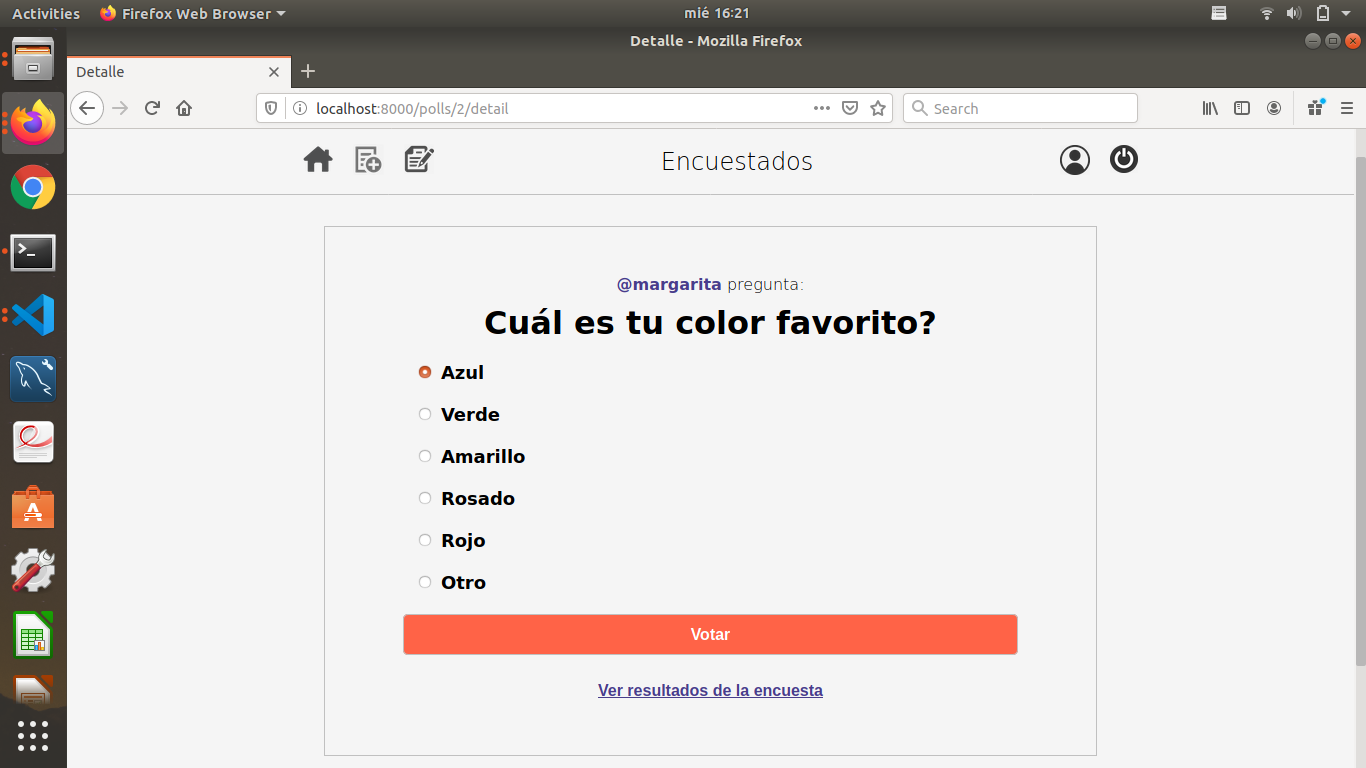 Activities Firefox Web Browser mié 16:21
Detalle - Mozilla Firefox
Detalle
localhost:8000/polls/2/detail Search
Encuestados
@margarita pregunta:
Cuál es tu color favorito?
Azul
Verde
Amarillo
Rosado
Rojo
Otro
Votar
Ver resultados de la encuesta